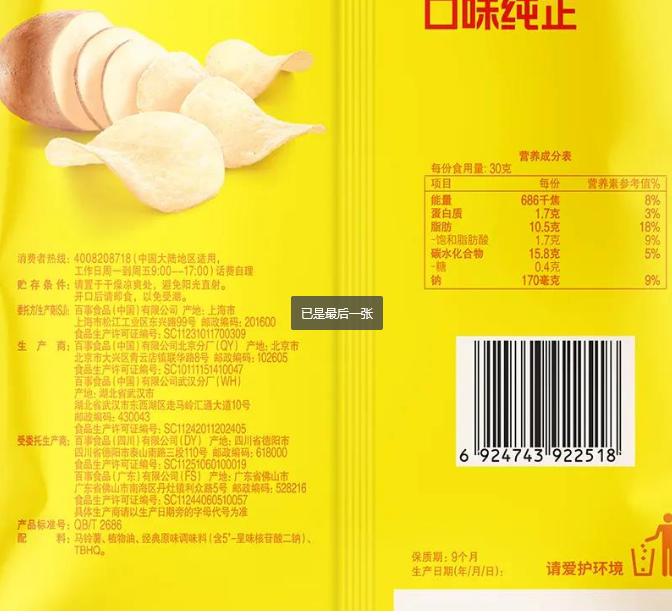 口味纯正
消费者热线: 4008208718(中国大陆地区适用,
工作日周一到周五9:00—17:00)话费自理
贮存条件: 请置于干燥凉爽处，避免阳光直射。
开口后请即食，以免受潮。
百事食品(中国)有限公司 产地: 上海市
上海市松江工业区东兴路99号 邮政编码: 201600
食品生产许可证编号: SC11231011700309
生产商: 百事食品(中国)有限公司北京分厂(QY) 产地: 北京市
北京市大兴区青云店镇联华路8号 邮政编码: 102605
食品生产许可证编号: SC10111151410047
百事食品(中国)有限公司武汉分厂(WH)
产地: 湖北省武汉市
湖北省武汉市东西湖区走马岭汇通大道10号
邮政编码: 430043
食品生产许可证编号: SC11242011202405
受委托生产商: 百事食品(四川)有限公司(DY) 产地: 四川省德阳市
四川省德阳市泰山南路三段110号 邮政编码: 618000
食品生产许可证编号: SC11251060100019
百事食品(广东)有限公司(FS) 产地: 广东省佛山市
广东省佛山市南海区丹灶镇利众路5号 邮政编码: 528216
食品生产许可证编号: SC11244060510057
具体生产商请以生产日期旁的字母代号为准
产品标准号: QB/T 2686
配料: 马铃薯、植物油、经典原味调味料(含5'-呈味核苷酸二钠)、
TBHQ。
已是最后一张
营养成分表
每份食用量: 30克
项目 每份 营养素参考值%
能量 686千焦 8%
蛋白质 1.7克 3%
脂肪 10.5克 18%
-饱和脂肪酸 1.7克 9%
碳水化合物 15.8克 5%
-糖 0.4克
钠 170毫克 9%
6 924743 922518
保质期: 9个月
生产日期(年/月/日):
请爱护环境